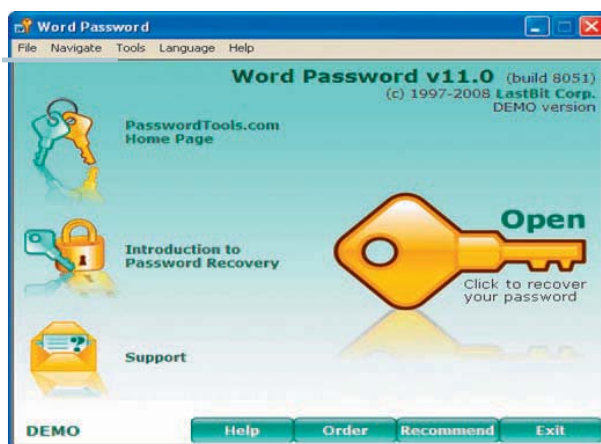 Word Password
File Navigate Tools Language Help
Word Password v11.0 (build 8051)
(c) 1997-2008 LastBit Corp.
DEMO version
PasswordTools.com
Home Page
Introduction to
Password Recovery
Open
Click to recover
your password
Support
DEMO
Help Order Recommend Exit